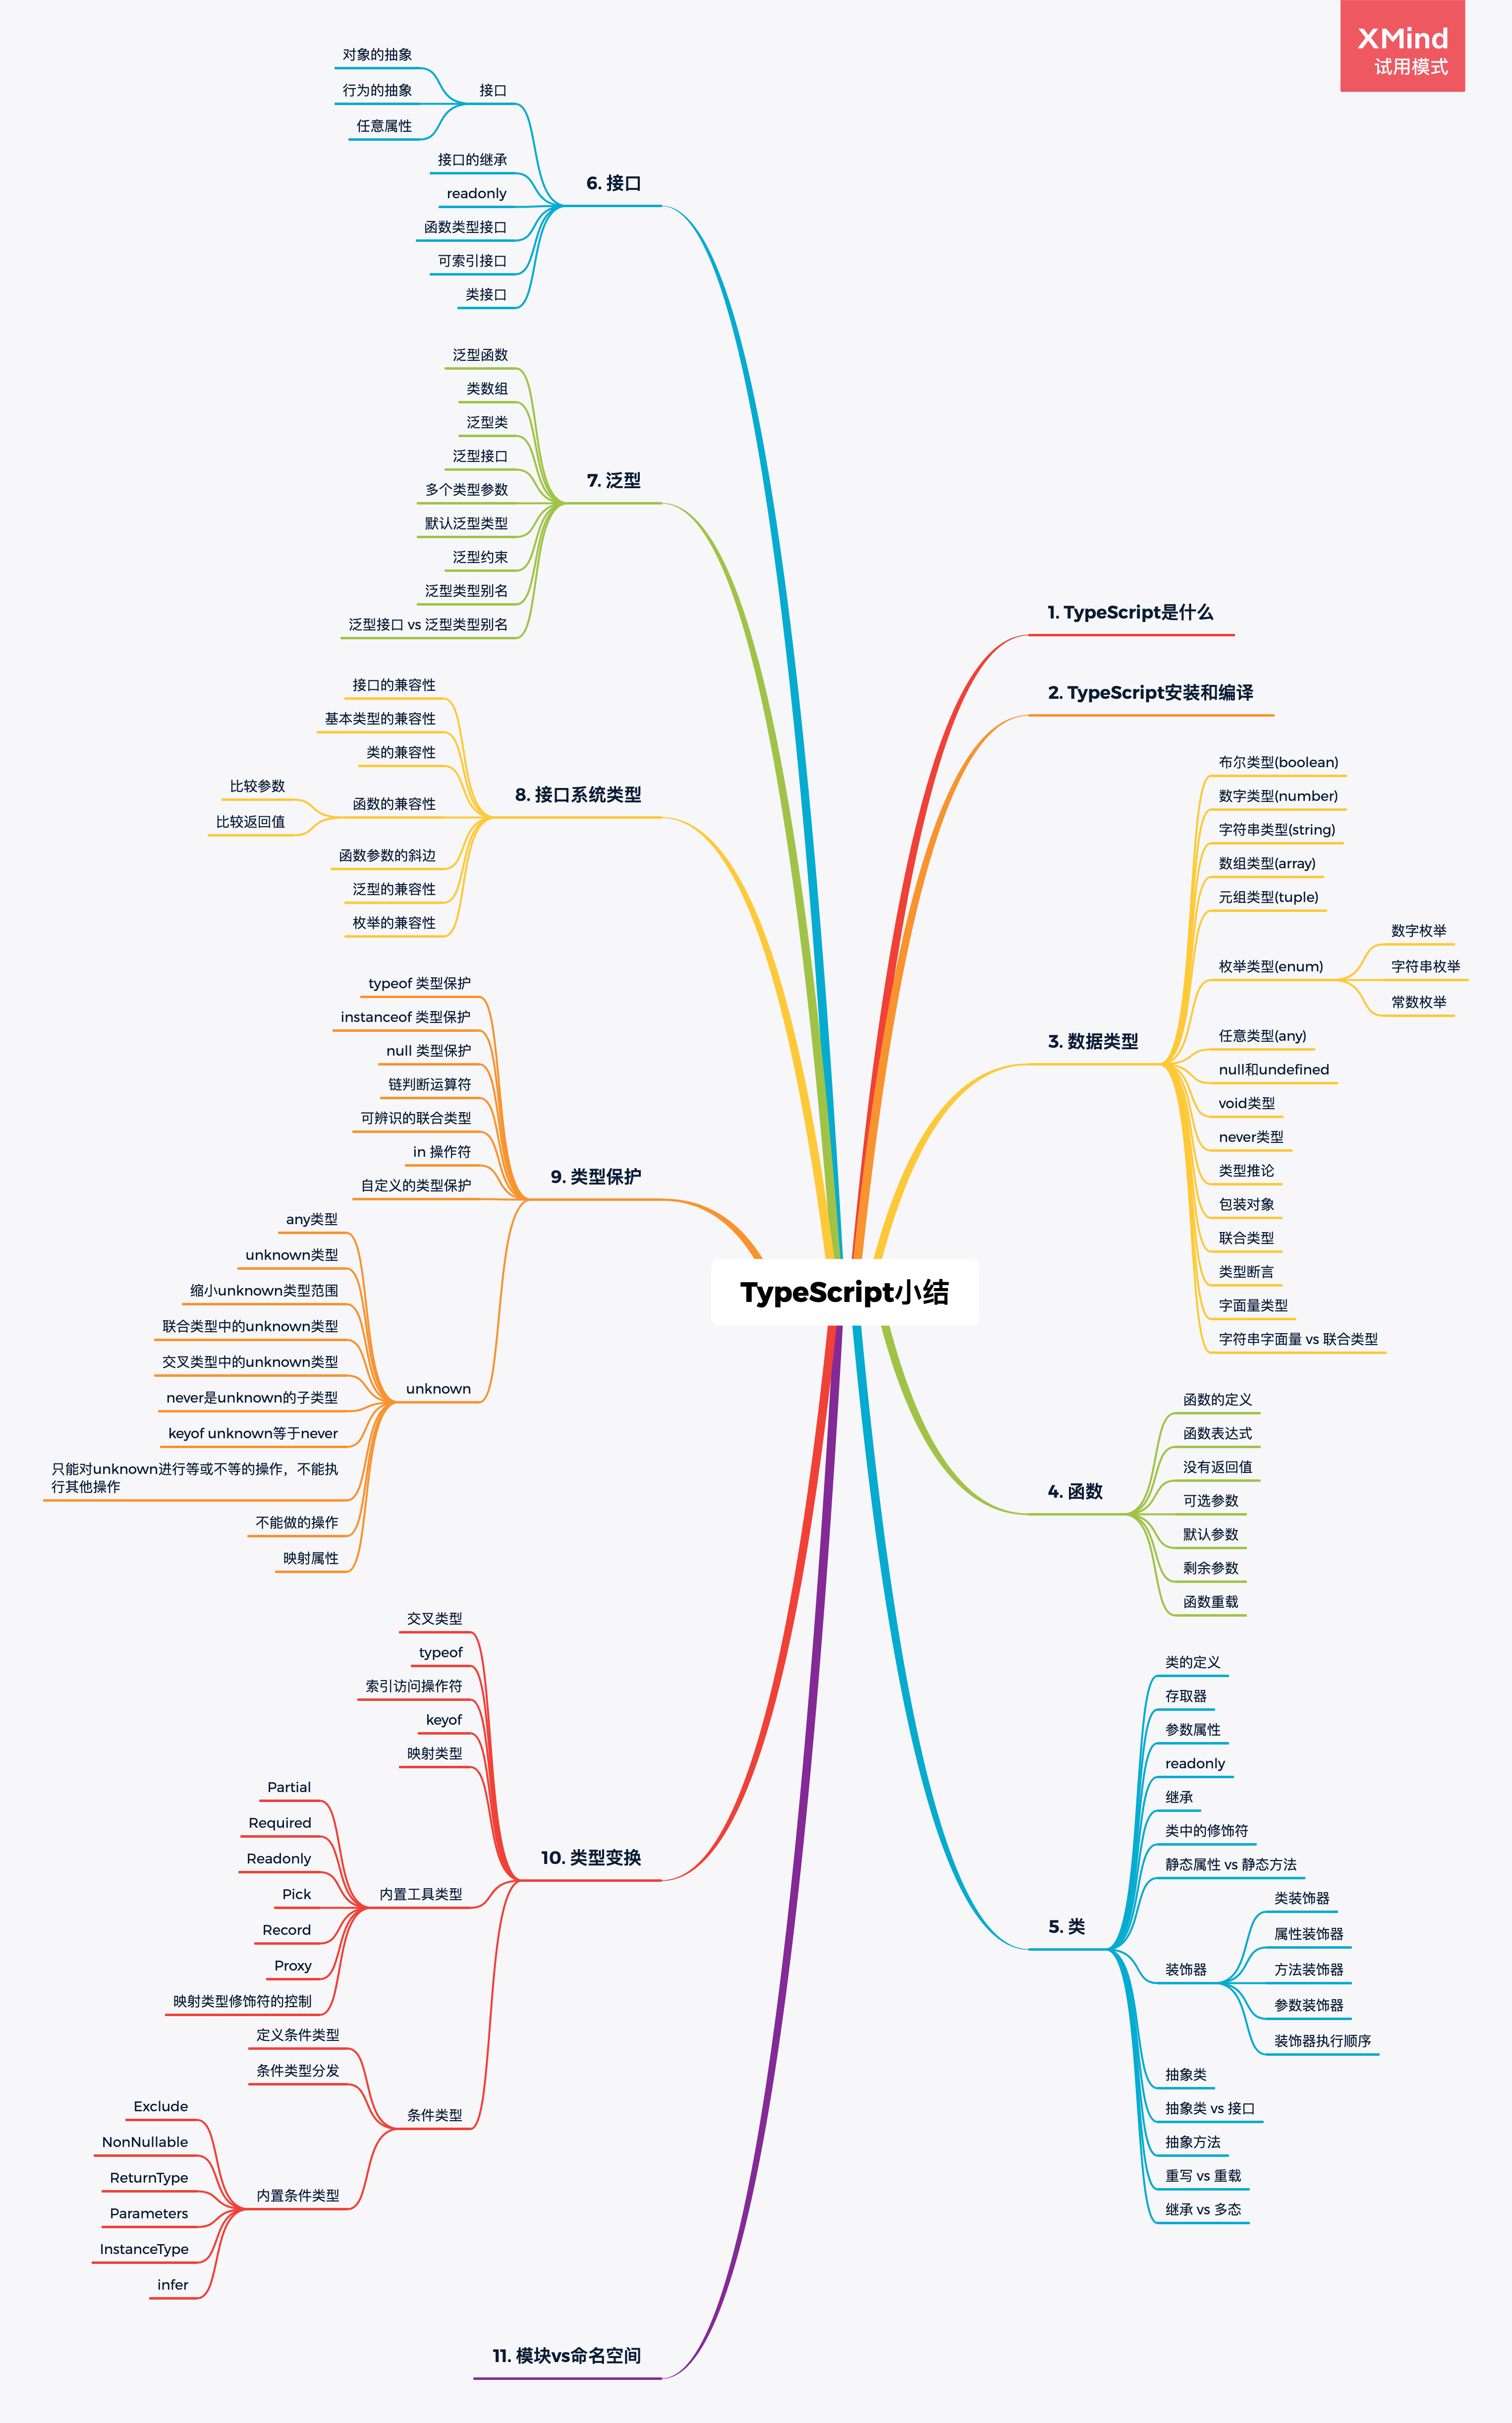 XMind
试用模式
TypeScript小结
1. TypeScript是什么
2. TypeScript安装和编译
3. 数据类型
布尔类型(boolean)
数字类型(number)
字符串类型(string)
数组类型(array)
元组类型(tuple)
枚举类型(enum)
数字枚举
字符串枚举
常数枚举
任意类型(any)
null和undefined
void类型
never类型
类型推论
包装对象
联合类型
类型断言
字面量类型
字符串字面量 vs 联合类型
4. 函数
函数的定义
函数表达式
没有返回值
可选参数
默认参数
剩余参数
函数重载
5. 类
类的定义
存取器
参数属性
readonly
继承
类中的修饰符
静态属性 vs 静态方法
装饰器
类装饰器
属性装饰器
方法装饰器
参数装饰器
装饰器执行顺序
抽象类
抽象类 vs 接口
抽象方法
重写 vs 重载
继承 vs 多态
6. 接口
接口
对象的抽象
行为的抽象
任意属性
接口的继承
readonly
函数类型接口
可索引接口
类接口
7. 泛型
泛型函数
类数组
泛型类
泛型接口
多个类型参数
默认泛型类型
泛型约束
泛型类型别名
泛型接口 vs 泛型类型别名
8. 接口系统类型
接口的兼容性
基本类型的兼容性
类的兼容性
函数的兼容性
比较参数
比较返回值
函数参数的斜边
泛型的兼容性
枚举的兼容性
9. 类型保护
typeof 类型保护
instanceof 类型保护
null 类型保护
链判断运算符
可辨识的联合类型
in 操作符
自定义的类型保护
unknown
any类型
unknown类型
缩小unknown类型范围
联合类型中的unknown类型
交叉类型中的unknown类型
never是unknown的子类型
keyof unknown等于never
只能对unknown进行等或不等的操作，不能执
行其他操作
不能做的操作
映射属性
10. 类型变换
交叉类型
typeof
索引访问操作符
keyof
映射类型
内置工具类型
Partial
Required
Readonly
Pick
Record
Proxy
映射类型修饰符的控制
条件类型
定义条件类型
条件类型分发
内置条件类型
Exclude
NonNullable
ReturnType
Parameters
InstanceType
infer
11. 模块vs命名空间